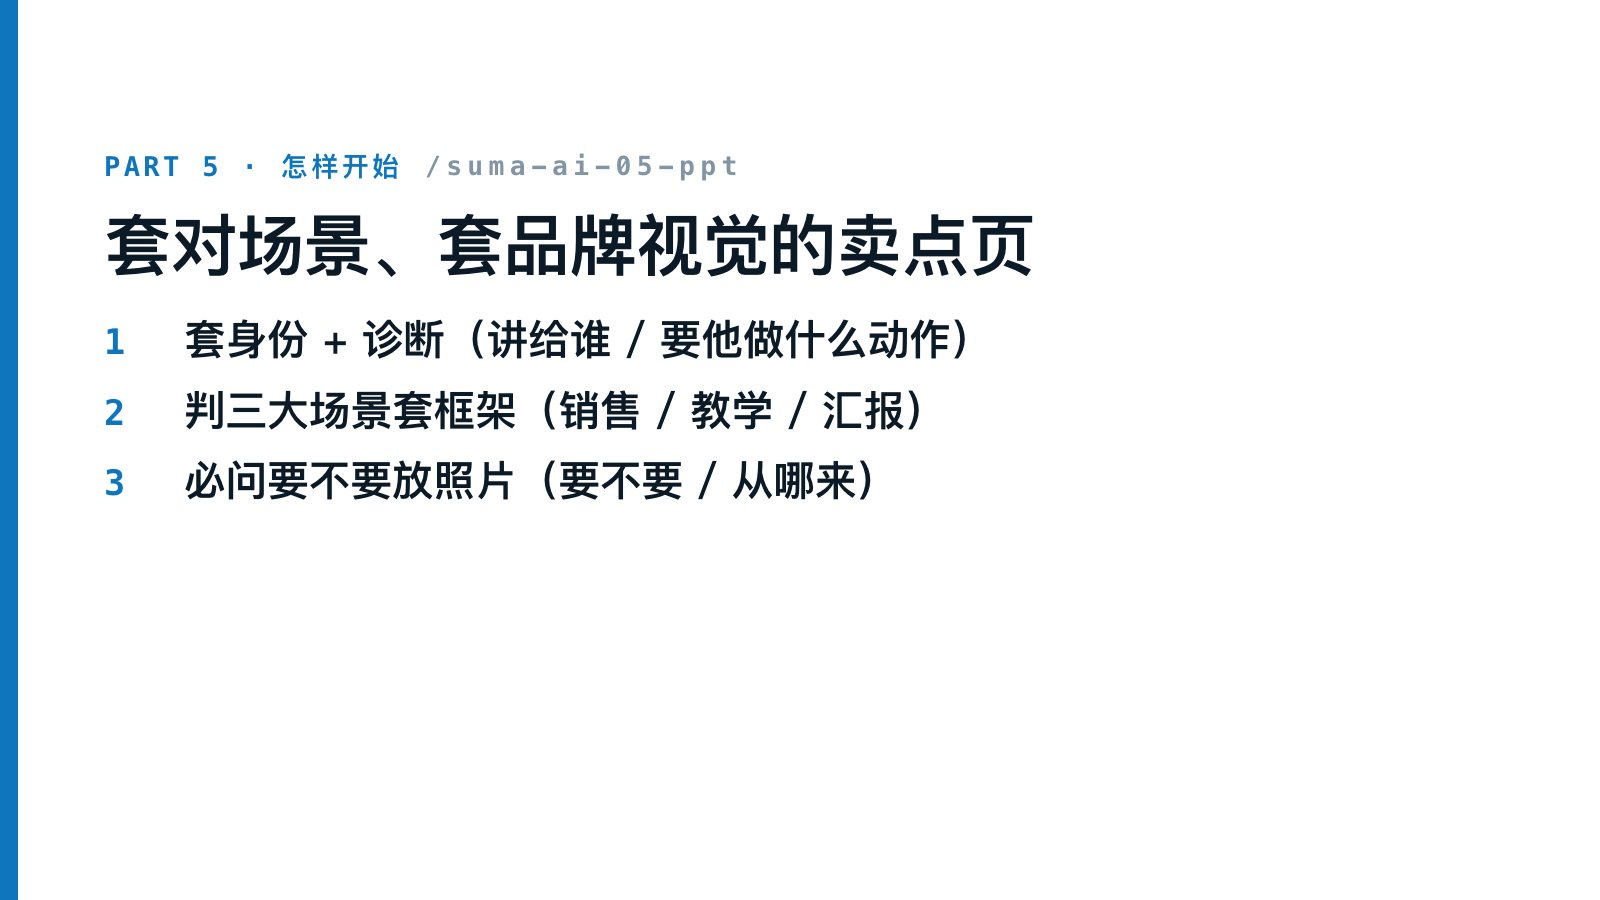 PART 5 · 怎样开始 /suma-ai-05-ppt
套对场景、套品牌视觉的卖点页
1 套身份 + 诊断（讲给谁 / 要他做什么动作）
2 判三大场景套框架（销售 / 教学 / 汇报）
3 必问要不要放照片（要不要 / 从哪来）